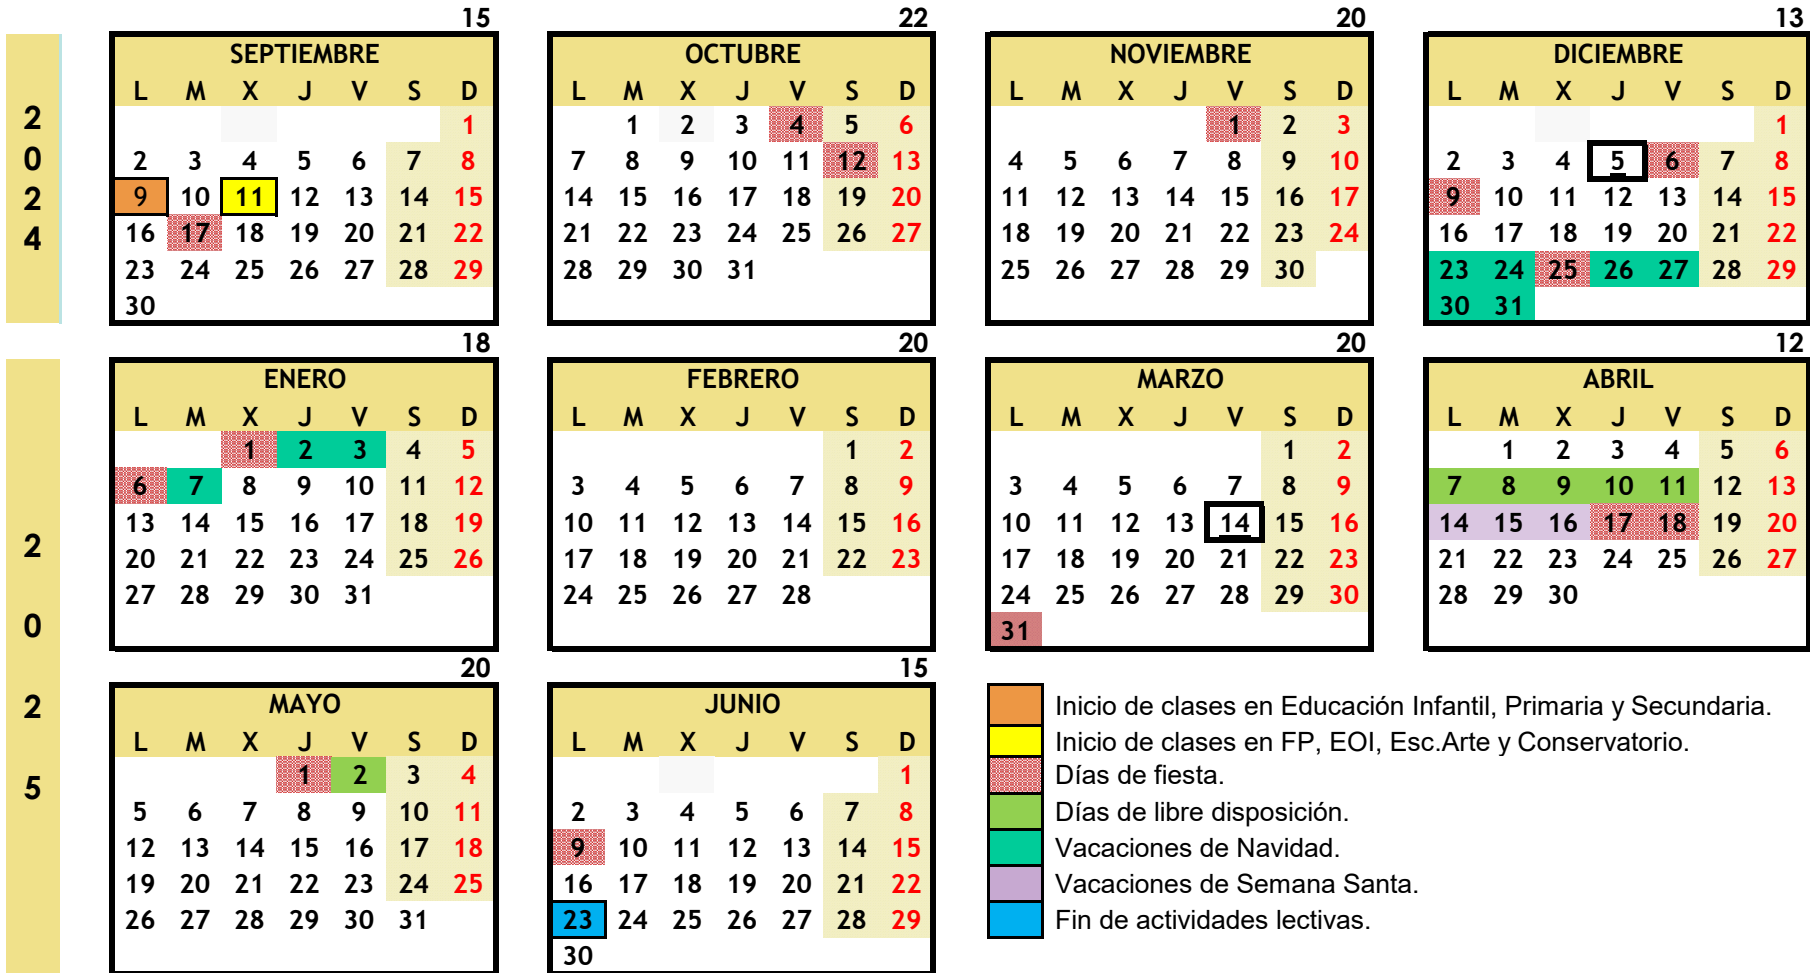 15 22 20 13
2 0 2 4
SEPTIEMBRE
L M X J V S D
1
2 3 4 5 6 7 8
9 10 11 12 13 14 15
16 17 18 19 20 21 22
23 24 25 26 27 28 29
30
OCTUBRE
L M X J V S D
1 2 3 4 5 6
7 8 9 10 11 12 13
14 15 16 17 18 19 20
21 22 23 24 25 26 27
28 29 30 31
NOVIEMBRE
L M X J V S D
1 2 3
4 5 6 7 8 9 10
11 12 13 14 15 16 17
18 19 20 21 22 23 24
25 26 27 28 29 30
DICIEMBRE
L M X J V S D
1
2 3 4 5 6 7 8
9 10 11 12 13 14 15
16 17 18 19 20 21 22
23 24 25 26 27 28 29
30 31
18 20 20 12
2 0 2 5
ENERO
L M X J V S D
1 2 3 4 5
6 7 8 9 10 11 12
13 14 15 16 17 18 19
20 21 22 23 24 25 26
27 28 29 30 31
FEBRERO
L M X J V S D
1 2
3 4 5 6 7 8 9
10 11 12 13 14 15 16
17 18 19 20 21 22 23
24 25 26 27 28
MARZO
L M X J V S D
1 2
3 4 5 6 7 8 9
10 11 12 13 14 15 16
17 18 19 20 21 22 23
24 25 26 27 28 29 30
31
ABRIL
L M X J V S D
1 2 3 4 5 6
7 8 9 10 11 12 13
14 15 16 17 18 19 20
21 22 23 24 25 26 27
28 29 30
20 15
MAYO
L M X J V S D
1 2 3 4
5 6 7 8 9 10 11
12 13 14 15 16 17 18
19 20 21 22 23 24 25
26 27 28 29 30 31
JUNIO
L M X J V S D
1
2 3 4 5 6 7 8
9 10 11 12 13 14 15
16 17 18 19 20 21 22
23 24 25 26 27 28 29
30
Inicio de clases en Educación Infantil, Primaria y Secundaria.
Inicio de clases en FP, EOI, Esc.Arte y Conservatorio.
Días de fiesta.
Días de libre disposición.
Vacaciones de Navidad.
Vacaciones de Semana Santa.
Fin de actividades lectivas.